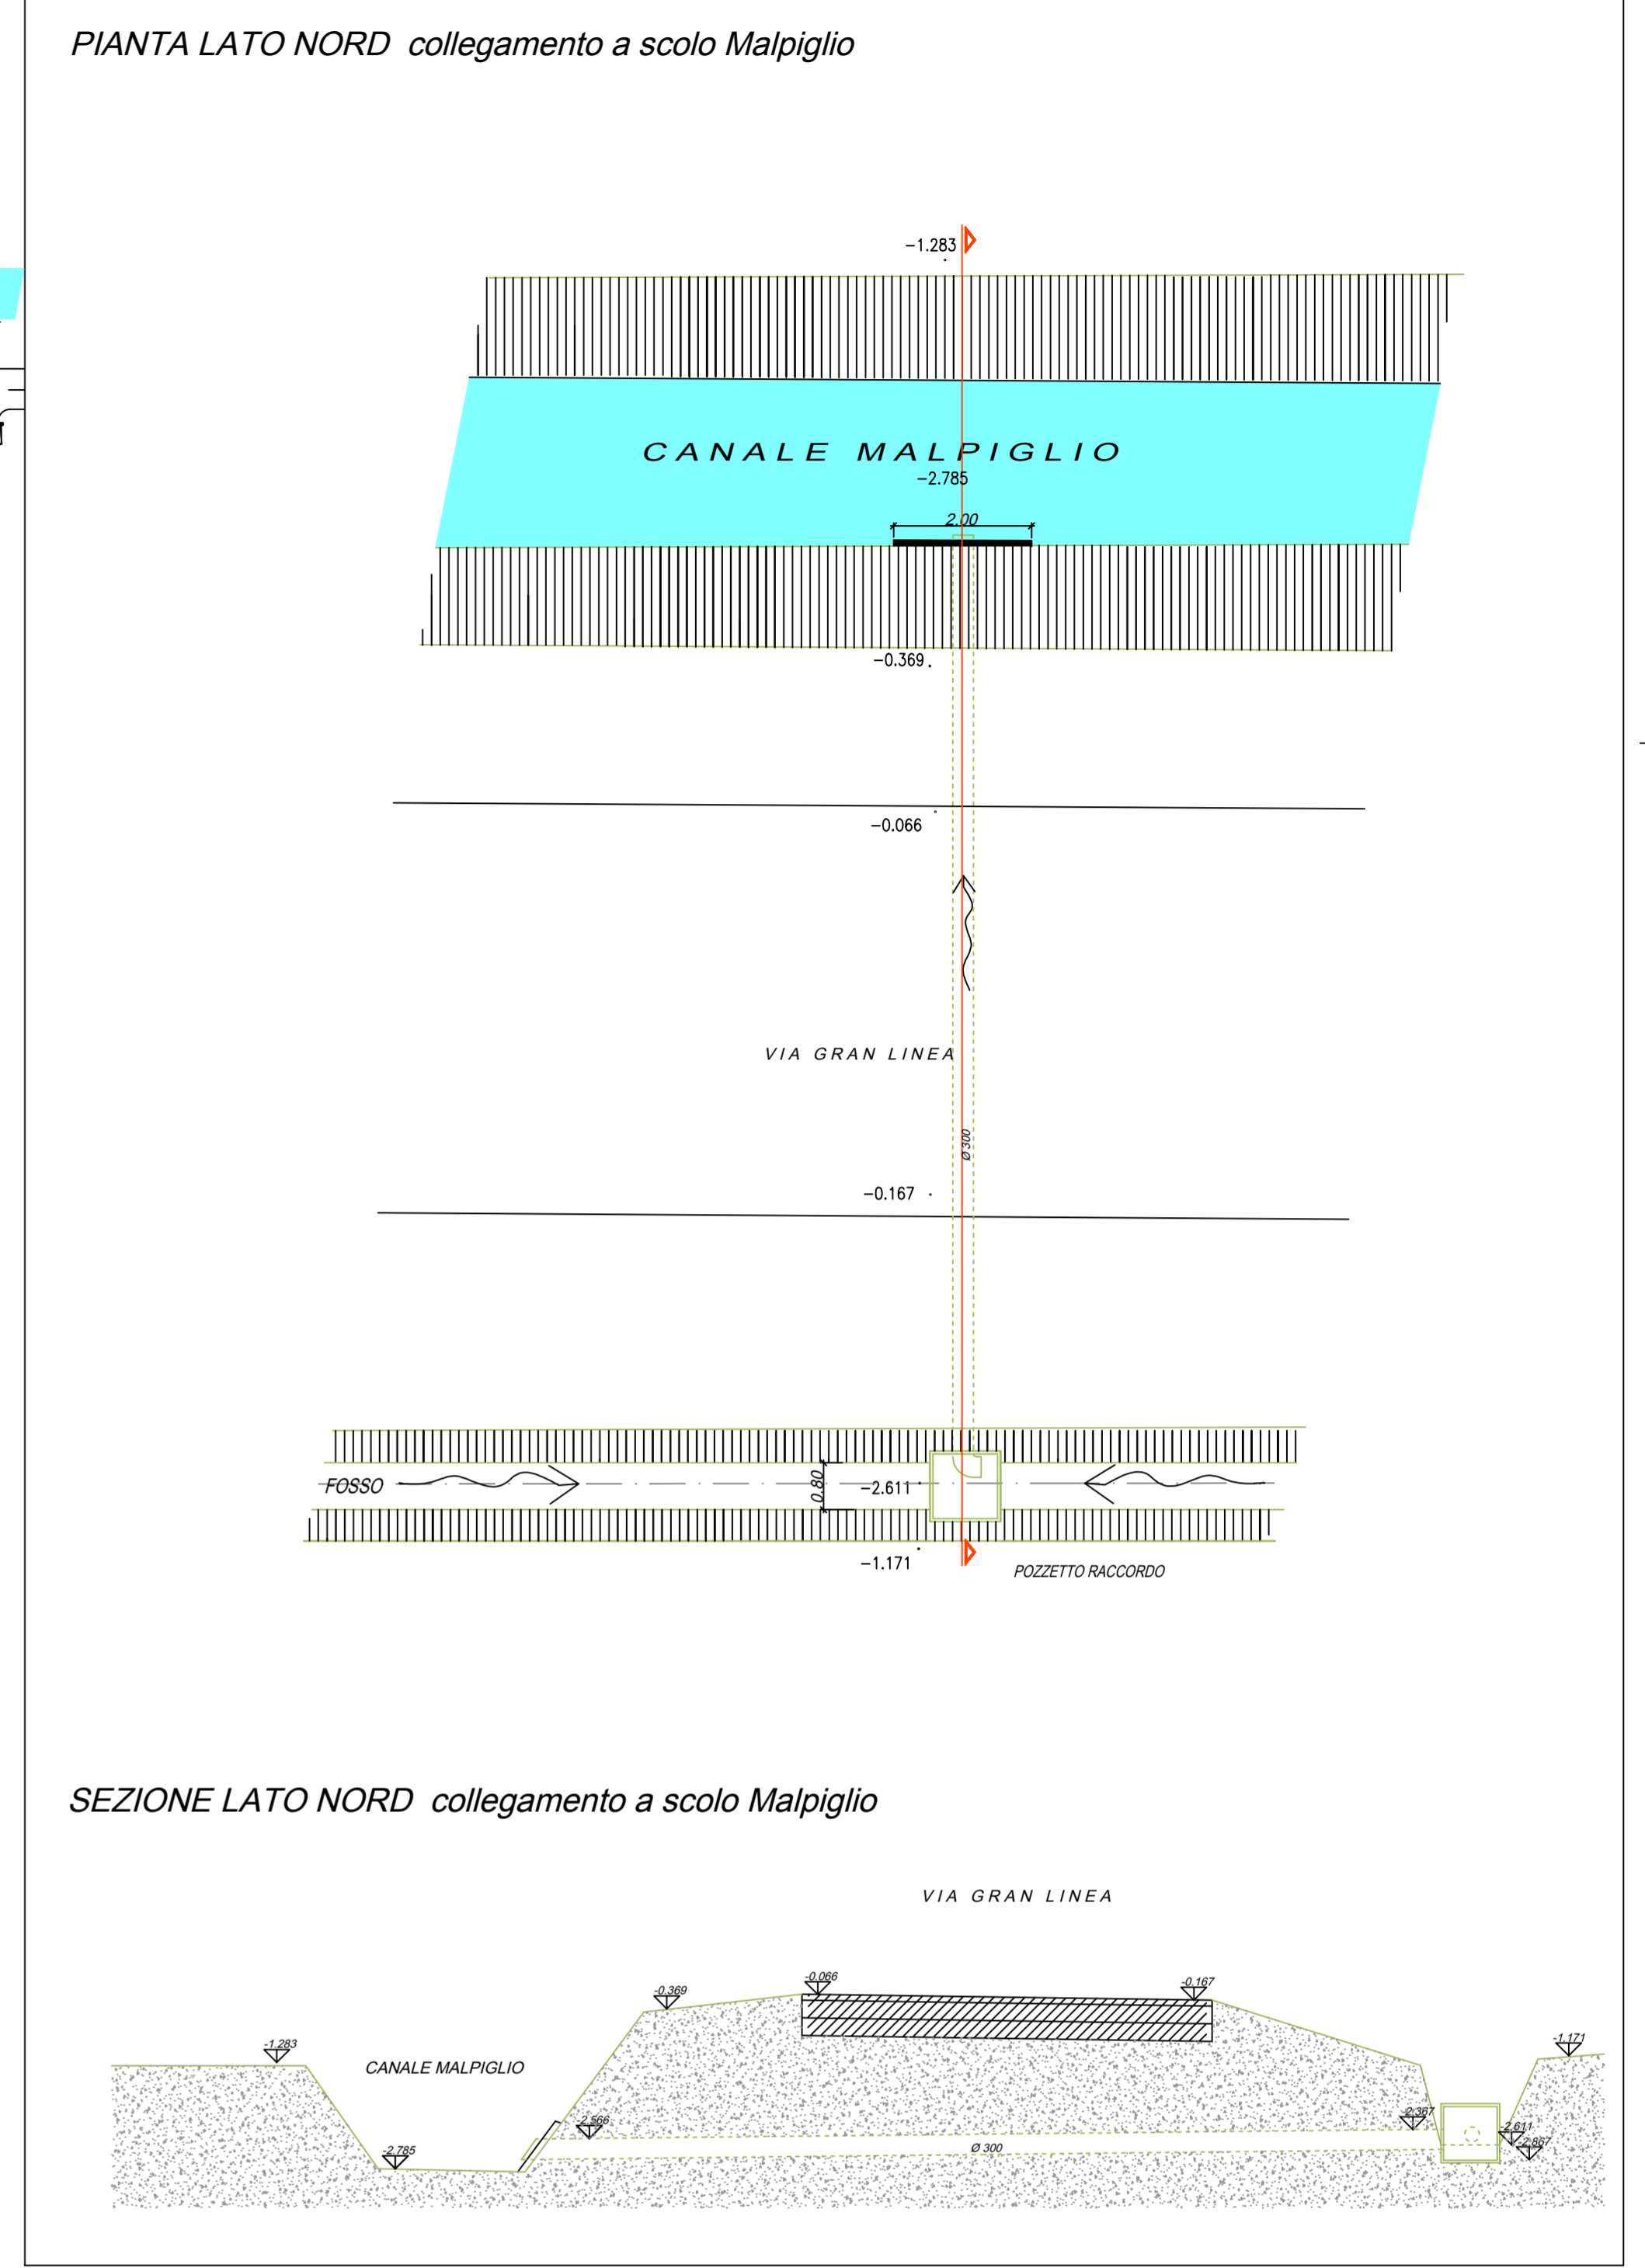 PIANTA LATO NORD collegamento a scolo Malpiglio
-1.283
CANALE MALPIGLIO
-2.785
2.00
-0.369
-0.066
VIA GRAN LINEA
Ø 300
-0.167
FOSSO
0.80
-2.611
-1.171
POZZETTO RACCORDO
SEZIONE LATO NORD collegamento a scolo Malpiglio
VIA GRAN LINEA
-0.066
-0.167
-0.369
-1.283
-1.171
CANALE MALPIGLIO
-2.566
-2.367
-2.611
-2.785
Ø 300
-2.867